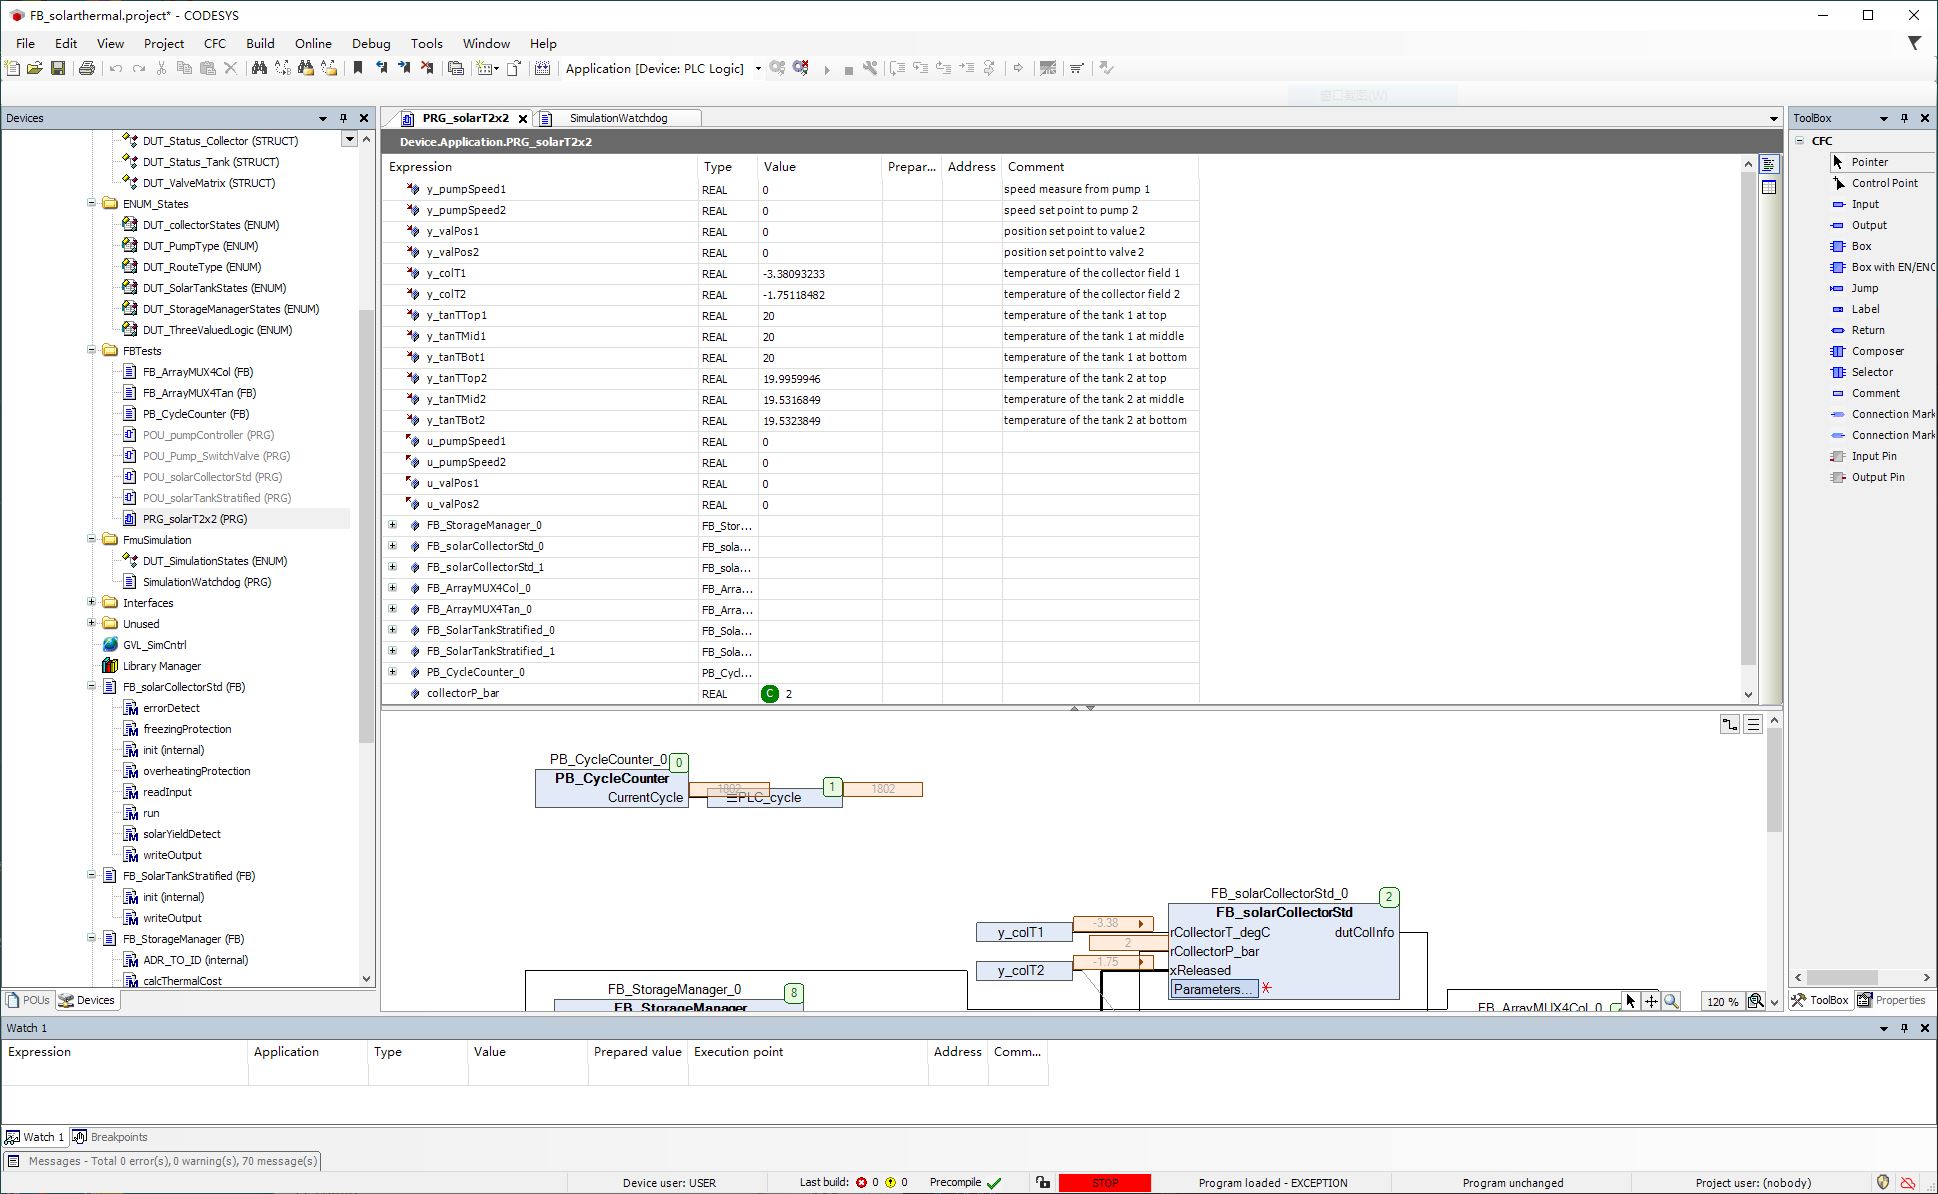 FB_solarthermal.project* - CODESYS
File Edit View Project CFC Build Online Debug Tools Window Help
Application [Device: PLC Logic]
窗口截图(W)
Devices
DUT_Status_Collector (STRUCT)
DUT_Status_Tank (STRUCT)
DUT_ValveMatrix (STRUCT)
ENUM_States
DUT_collectorStates (ENUM)
DUT_PumpType (ENUM)
DUT_RouteType (ENUM)
DUT_SolarTankStates (ENUM)
DUT_StorageManagerStates (ENUM)
DUT_ThreeValuedLogic (ENUM)
FBTests
FB_ArrayMUX4Col (FB)
FB_ArrayMUX4Tan (FB)
PB_CycleCounter (FB)
POU_pumpController (PRG)
POU_Pump_SwitchValve (PRG)
POU_solarCollectorStd (PRG)
POU_solarTankStratified (PRG)
PRG_solarT2x2 (PRG)
FmuSimulation
DUT_SimulationStates (ENUM)
SimulationWatchdog (PRG)
Interfaces
Unused
GVL_SimCntrl
Library Manager
FB_solarCollectorStd (FB)
errorDetect
freezingProtection
init (internal)
overheatingProtection
readInput
run
solarYieldDetect
writeOutput
FB_SolarTankStratified (FB)
init (internal)
writeOutput
FB_StorageManager (FB)
ADR_TO_ID (internal)
calcThermalCost
POUs Devices
PRG_solarT2x2 SimulationWatchdog
Device.Application.PRG_solarT2x2
Expression Type Value Prepar... Address Comment
y_pumpSpeed1 REAL 0 speed measure from pump 1
y_pumpSpeed2 REAL 0 speed set point to pump 2
y_valPos1 REAL 0 position set point to value 2
y_valPos2 REAL 0 position set point to valve 2
y_colT1 REAL -3.38093233 temperature of the collector field 1
y_colT2 REAL -1.75118482 temperature of the collector field 2
y_tanTTop1 REAL 20 temperature of the tank 1 at top
y_tanTMid1 REAL 20 temperature of the tank 1 at middle
y_tanTBot1 REAL 20 temperature of the tank 1 at bottom
y_tanTTop2 REAL 19.9959946 temperature of the tank 2 at top
y_tanTMid2 REAL 19.5316849 temperature of the tank 2 at middle
y_tanTBot2 REAL 19.5323849 temperature of the tank 2 at bottom
u_pumpSpeed1 REAL 0
u_pumpSpeed2 REAL 0
u_valPos1 REAL 0
u_valPos2 REAL 0
FB_StorageManager_0 FB_Stor...
FB_solarCollectorStd_0 FB_sola...
FB_solarCollectorStd_1 FB_sola...
FB_ArrayMUX4Col_0 FB_Arra...
FB_ArrayMUX4Tan_0 FB_Arra...
FB_SolarTankStratified_0 FB_Sola...
FB_SolarTankStratified_1 FB_Sola...
PB_CycleCounter_0 PB_Cycl...
collectorP_bar REAL C 2
PB_CycleCounter_0 0
PB_CycleCounter
CurrentCycle 1802 PLC_cycle 1 1802
FB_solarCollectorStd_0 2
FB_solarCollectorStd
y_colT1 -3.38 rCollectorT_degC dutColInfo
2 rCollectorP_bar
y_colT2 -1.75 xReleased
Parameters...
FB_StorageManager_0 8
FB_StorageManager
FB_ArrayMUX4Col_0
120 %
ToolBox
CFC
Pointer
Control Point
Input
Output
Box
Box with EN/ENO
Jump
Label
Return
Composer
Selector
Comment
Connection Mark
Connection Mark
Input Pin
Output Pin
ToolBox Properties
Watch 1
Expression Application Type Value Prepared value Execution point Address Comm...
Watch 1 Breakpoints
Messages - Total 0 error(s), 0 warning(s), 70 message(s)
Device user: USER Last build: 0 0 Precompile STOP Program loaded - EXCEPTION Program unchanged Project user: (nobody)